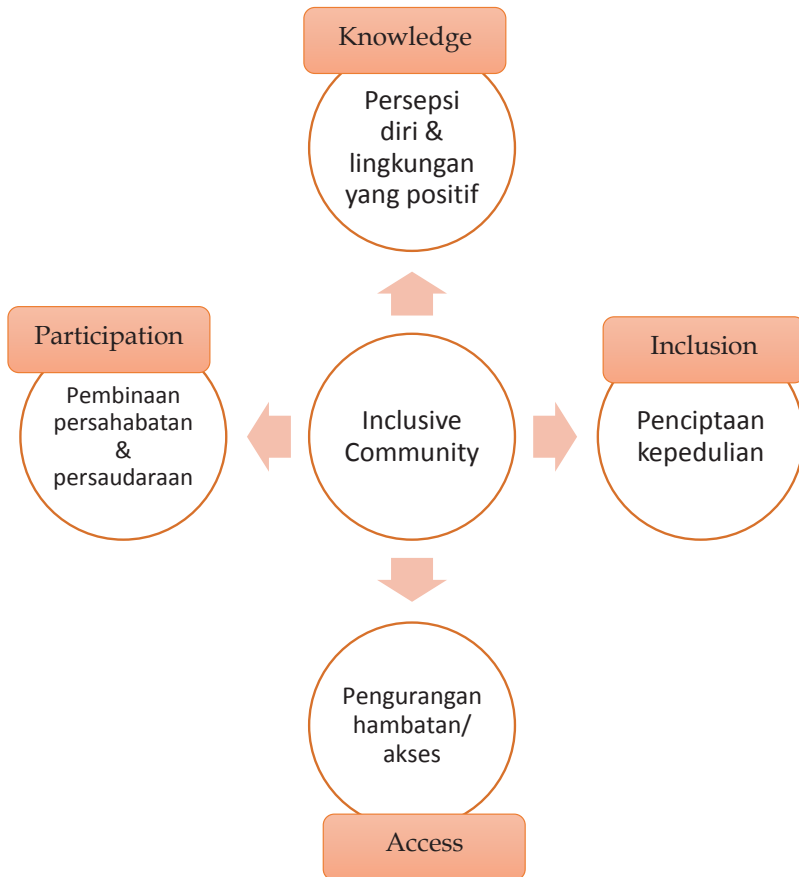 Knowledge
Persepsi
diri &
lingkungan
yang positif
Participation
Pembinaan
persahabatan
&
persaudaraan
Inclusive
Community
Inclusion
Penciptaan
kepedulian
Pengurangan
hambatan/
akses
Access